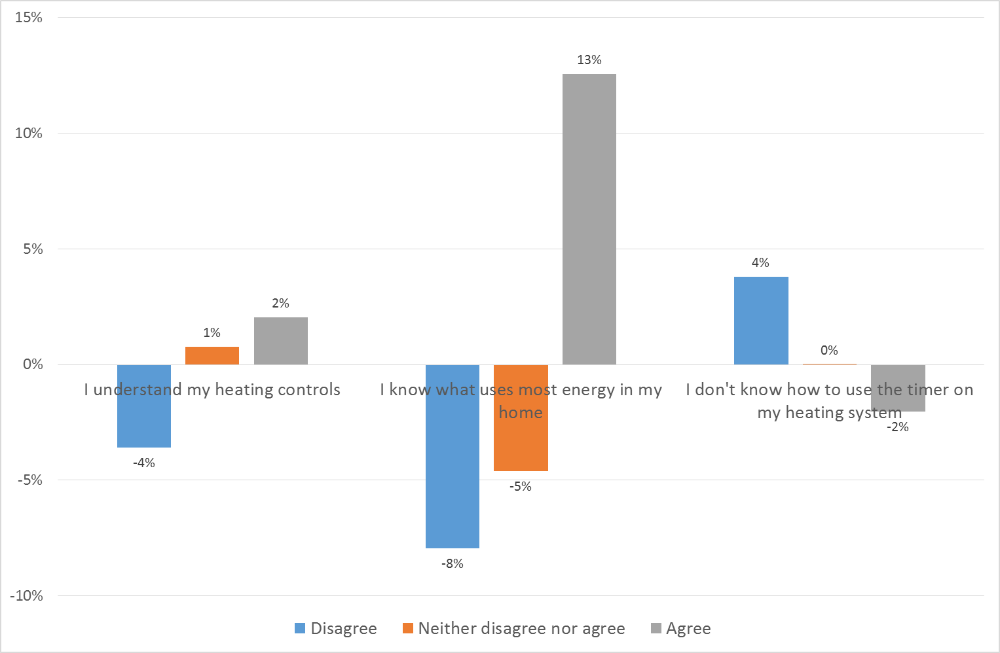 15%
13%
10%
5%
4%
2%
1%
0%
0%
I understand my heating controls
I know what uses most energy in my
home
I don't know how to use the timer on
my heating system
-2%
-4%
-5%
-5%
-8%
-10%
Disagree
Neither disagree nor agree
Agree